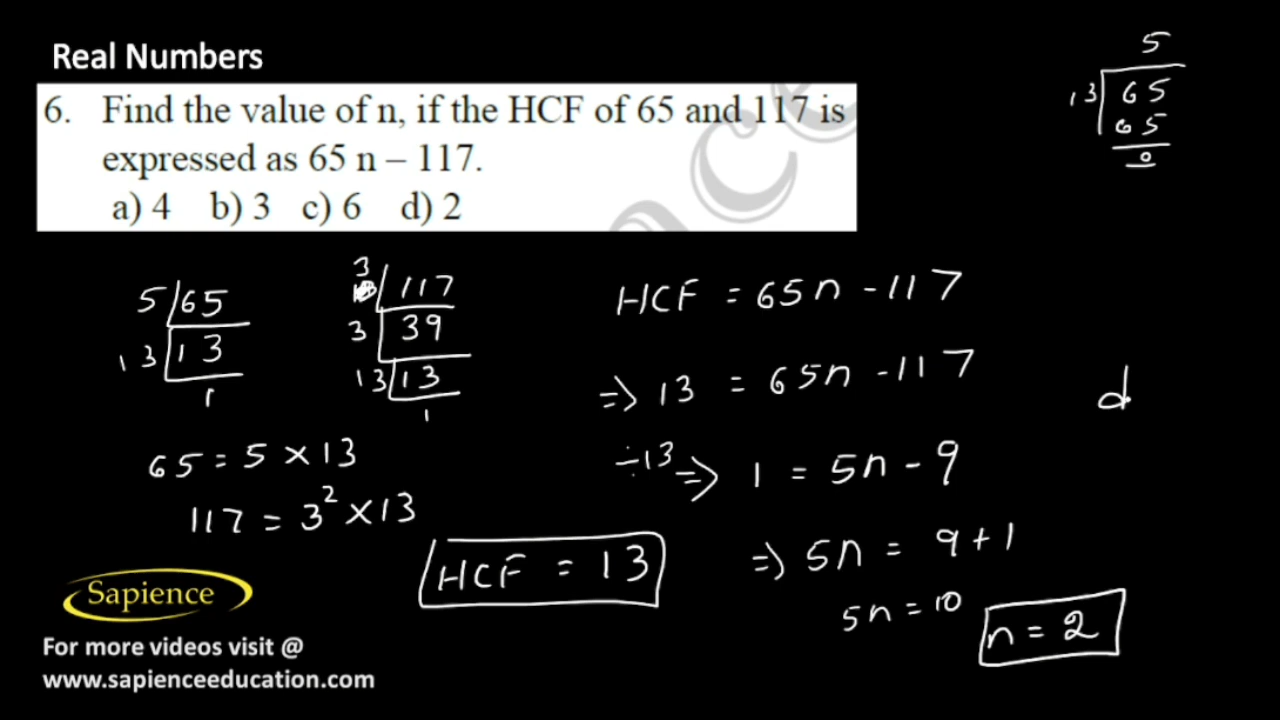 Real Numbers
6. Find the value of n, if the HCF of 65 and 117 is
expressed as 65 n – 117.
a) 4 b) 3 c) 6 d) 2
5
13 65
65
0
5 65
13 13
1
3 117
3 39
13 13
1
65 = 5 × 13
117 = 3² × 13
HCF = 13
HCF = 65n - 117
=> 13 = 65n - 117
÷13 => 1 = 5n - 9
=> 5n = 9 + 1
5n = 10
n = 2
d
Sapience
For more videos visit @
www.sapienceeducation.com